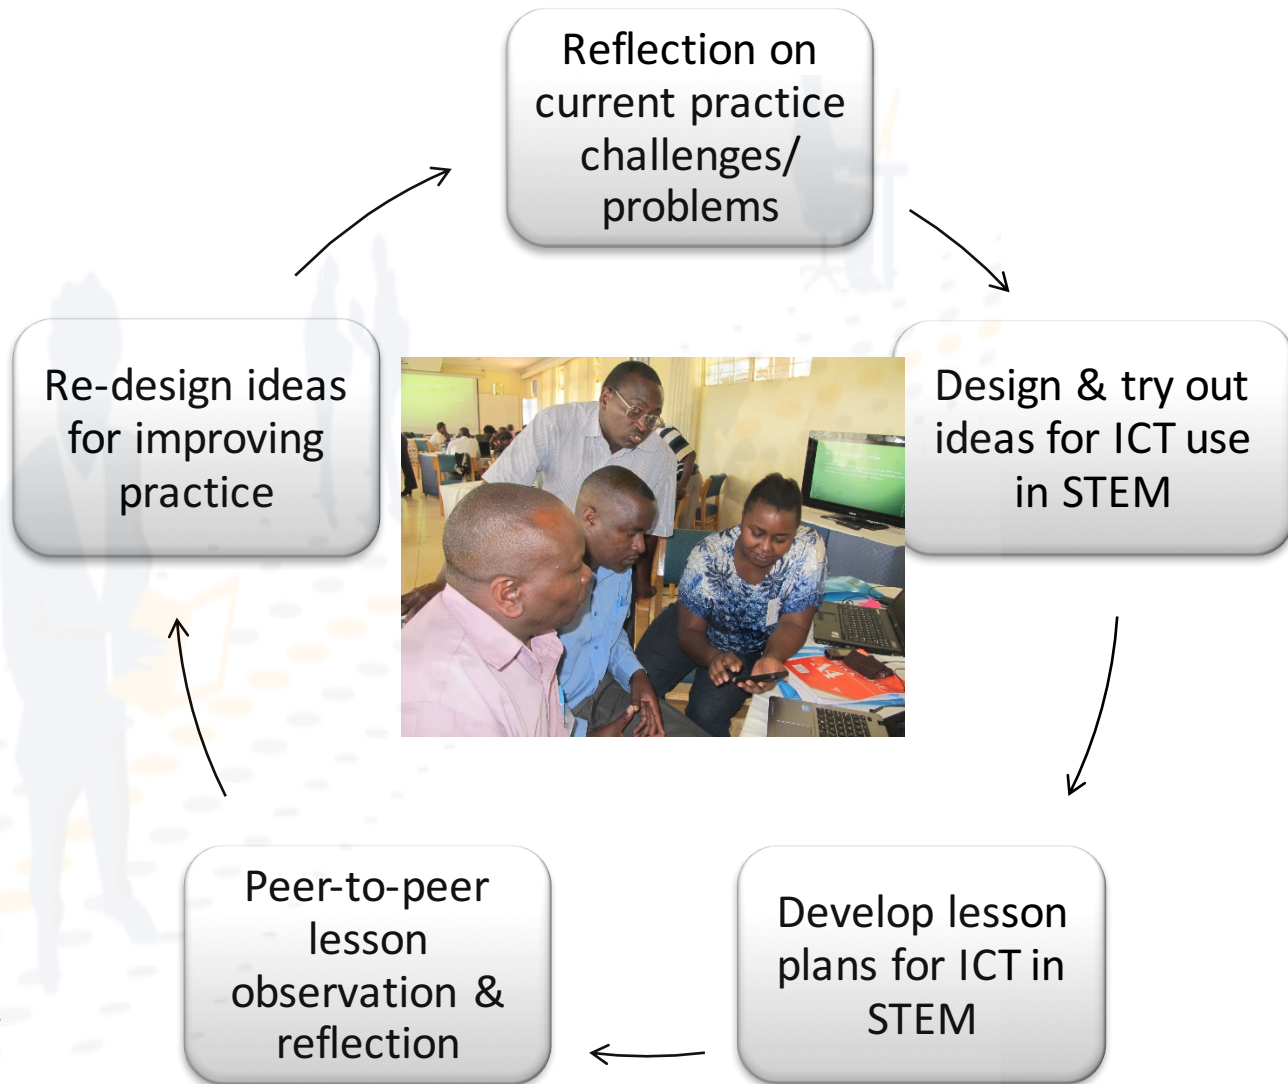 Reflection on
current practice
challenges/
problems
Design & try out
ideas for ICT use
in STEM
Develop lesson
plans for ICT in
STEM
Peer-to-peer
lesson
observation &
reflection
Re-design ideas
for improving
practice